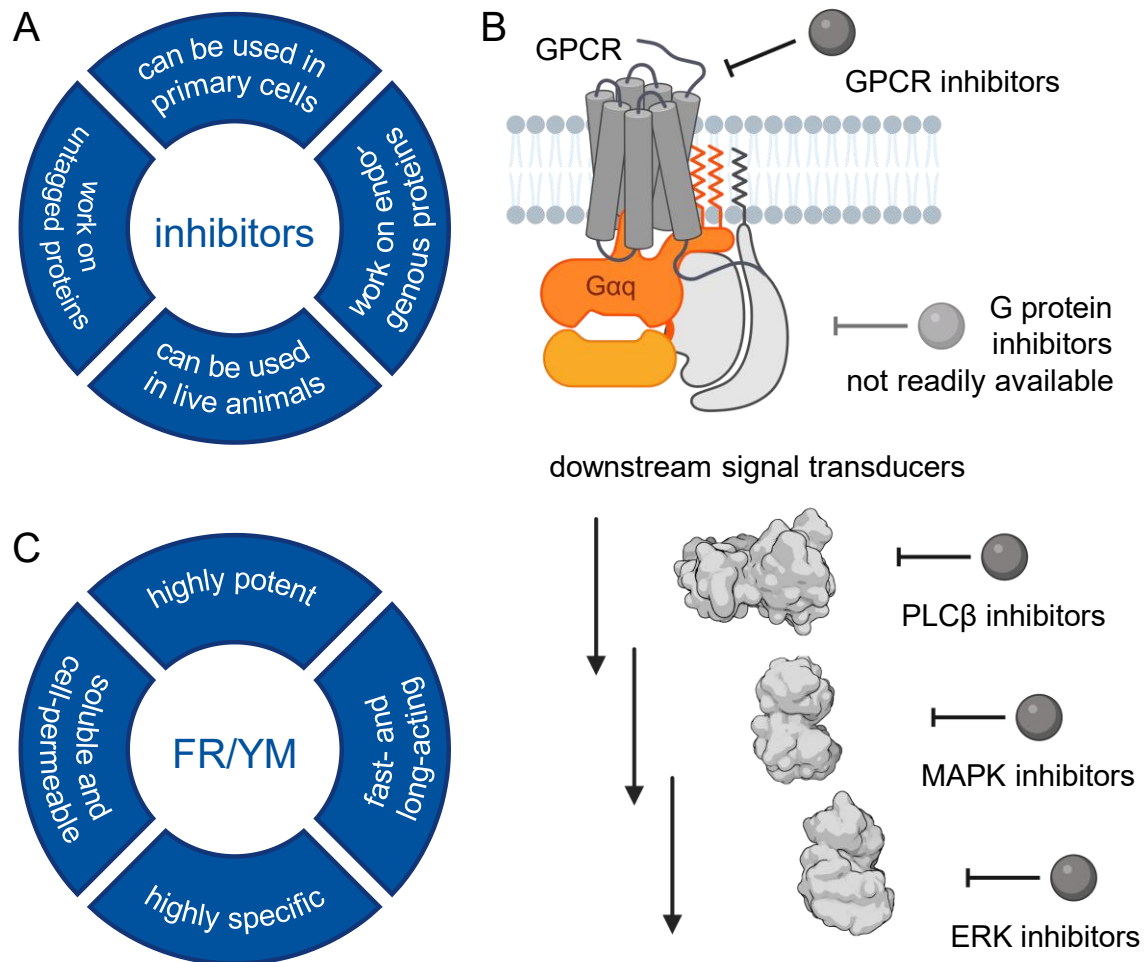 A
can be used in
primary cells
work on
untagged proteins
inhibitors
work on endo-
genous proteins
can be used
in live animals
B
GPCR
GPCR inhibitors
Gαq
G protein
inhibitors
not readily available
downstream signal transducers
PLCβ inhibitors
MAPK inhibitors
ERK inhibitors
C
highly potent
soluble and
cell-permeable
FR/YM
fast- and
long-acting
highly specific